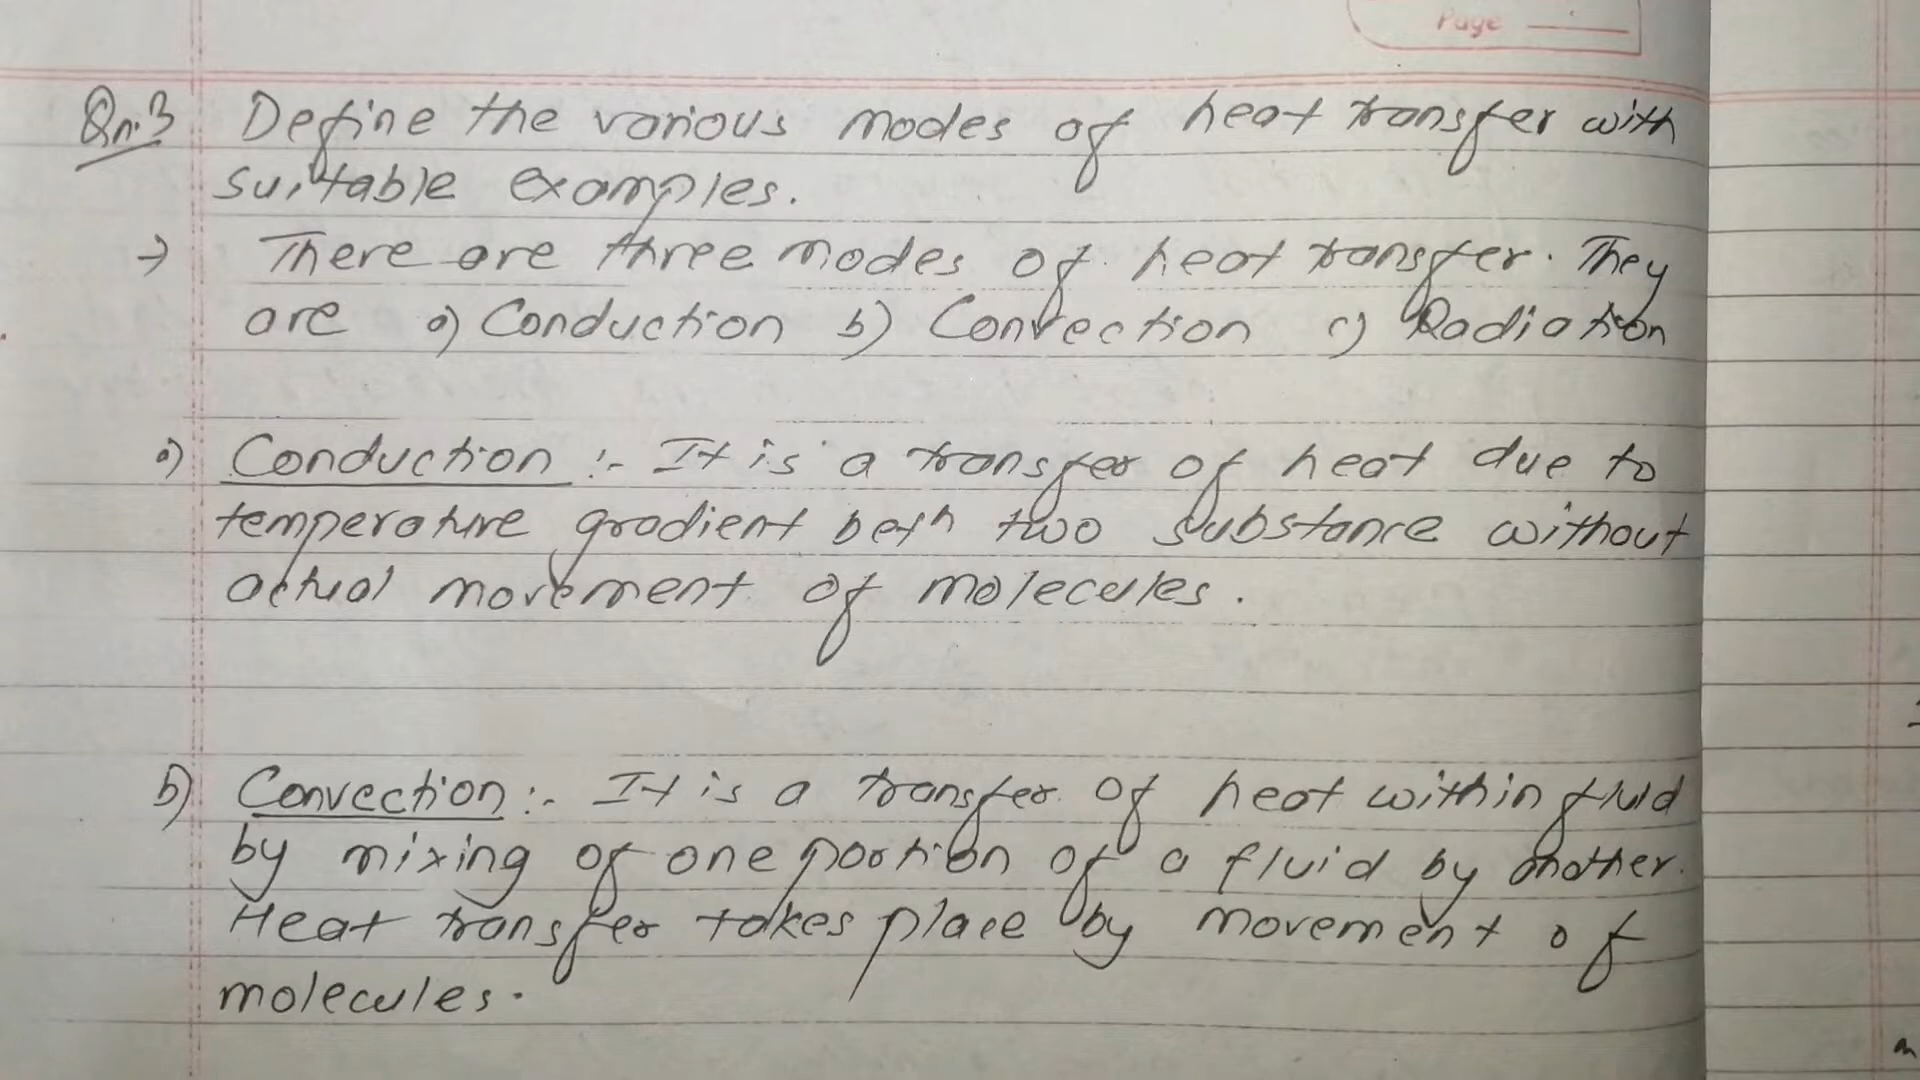 Page
Qn.3 Define the various modes of heat transfer with
suitable examples.
→ There are three modes of heat transfer. They
are a) Conduction b) Convection c) Radiation
a) Conduction :- It is a transfer of heat due to
temperature gradient betn two substance without
actual movement of molecules.
b) Convection :- It is a transfer of heat within fluid
by mixing of one portion of a fluid by another.
Heat transfer takes place by movement of
molecules.